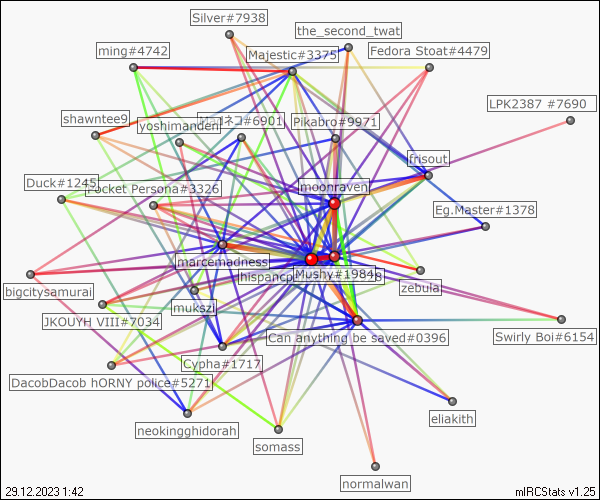 Silver#7938
the_second_twat
ming#4742
Majestic#3375
Fedora Stoat#4479
LPK2387 #7690
shawntee9
yoshimanden
#6901
Pikabro#9971
frisout
Duck#1245
Pocket Persona#3326
moonraven
Eg.Master#1378
marcemadness
hispancp
Mushy#1984
zebula
bigcitysamurai
mukszi
JKOUYH VIII#7034
Can anything be saved#0396
Swirly Boi#6154
Cypha#1717
DacobDacob hORNY police#5271
eliakith
neokingghidorah
somass
normalwan
29.12.2023 1:42
mIRCStats v1.25